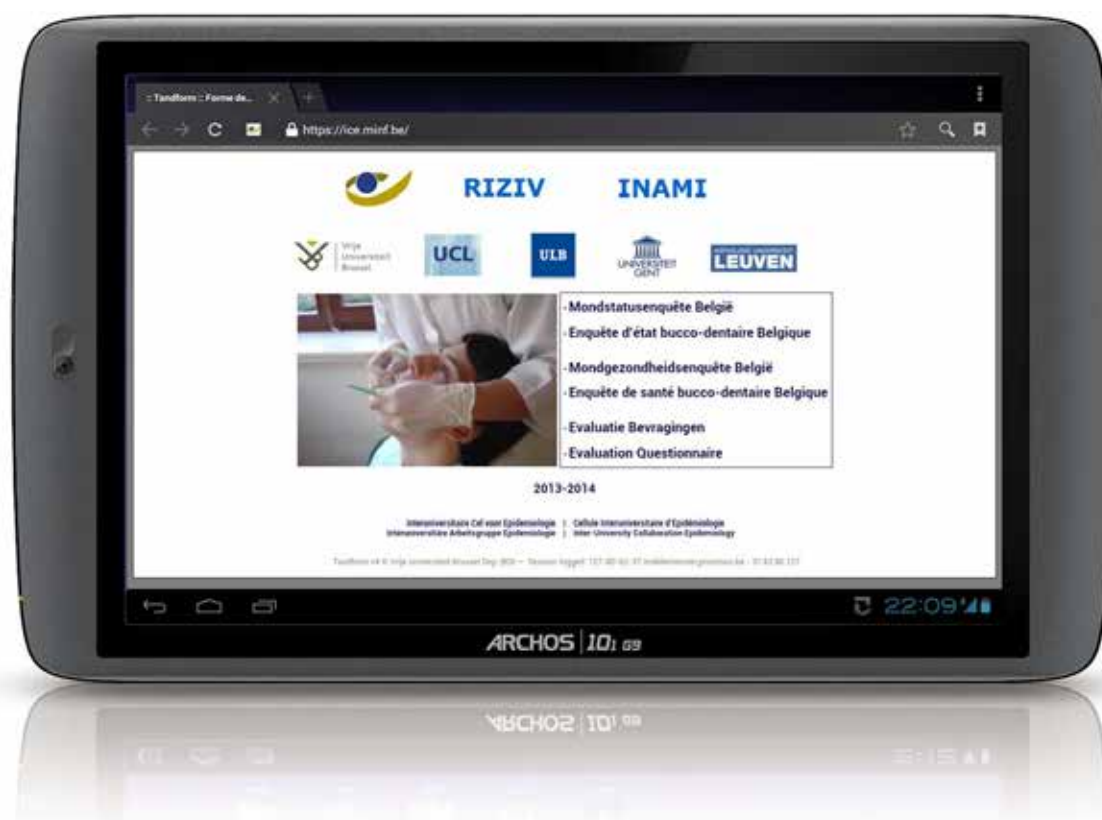 :: Tandform :: Forme de...
https://ice.minf.be/
RIZIV INAMI
Vrije Universiteit Brussel
UCL
ULB
UNIVERSITEIT GENT
LEUVEN
- Mondstatusenquête België
- Enquête d'état bucco-dentaire Belgique
- Mondgezondheidsenquête België
- Enquête de santé bucco-dentaire Belgique
- Evaluatie Bevragingen
- Evaluation Questionnaire
2013-2014
Interuniversitaire Cel voor Epidemiologie | Cellule Interuniversitaire d'Epidémiologie
Interuniversitäre Arbeitsgruppe Epidemiologie | Inter-University Collaboration Epidemiology
22:09
ARCHOS 101 G9